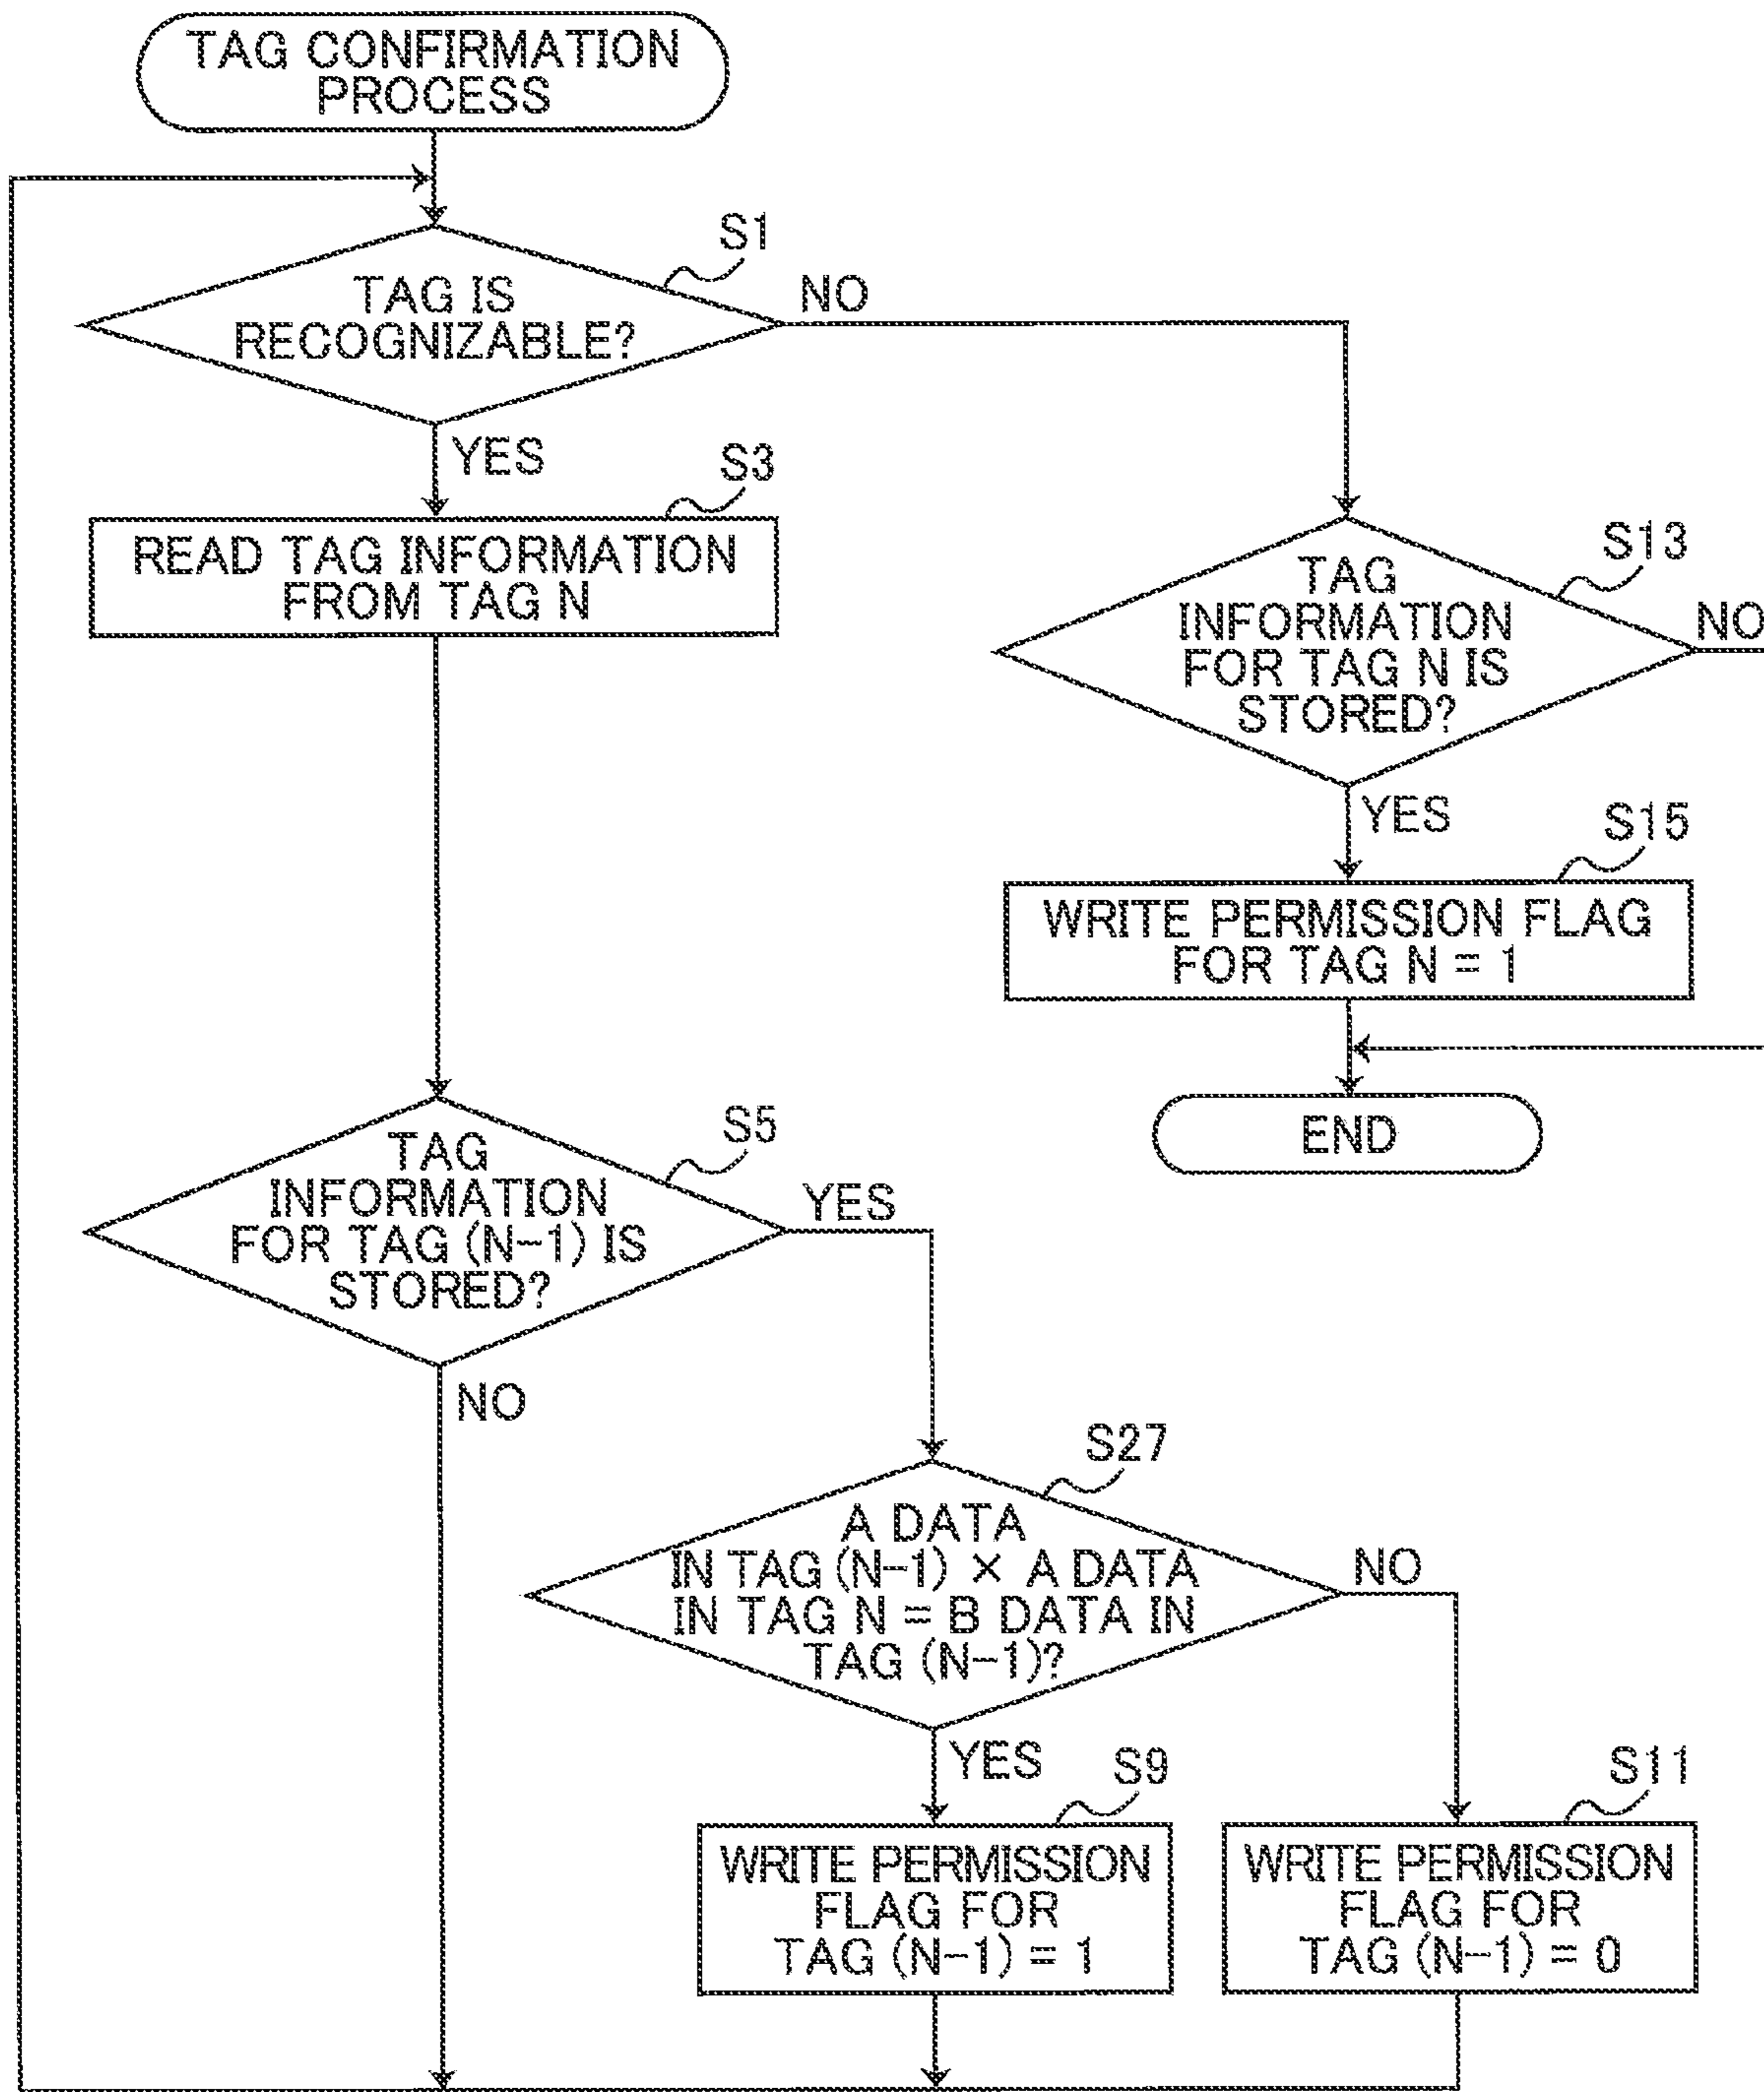 TAG CONFIRMATION
PROCESS
S1
TAG IS
RECOGNIZABLE?
NO
YES
S3
READ TAG INFORMATION
FROM TAG N
S13
TAG
INFORMATION
FOR TAG N IS
STORED?
NO
YES
S15
WRITE PERMISSION FLAG
FOR TAG N = 1
END
S5
TAG
INFORMATION
FOR TAG (N-1) IS
STORED?
YES
NO
S27
A DATA
IN TAG (N-1) × A DATA
IN TAG N = B DATA IN
TAG (N-1)?
NO
YES
S9
WRITE PERMISSION
FLAG FOR
TAG (N-1) = 1
S11
WRITE PERMISSION
FLAG FOR
TAG (N-1) = 0